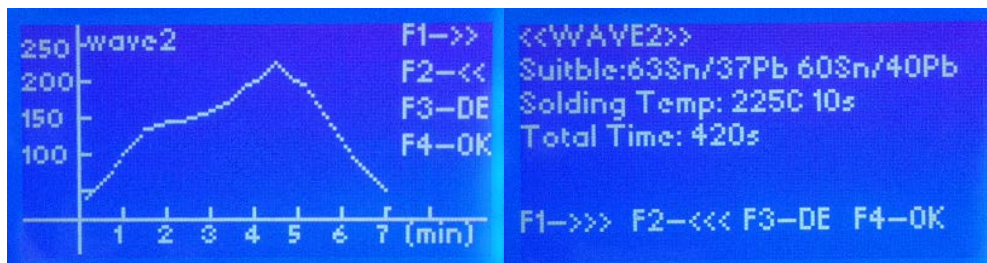 wave2
250
200
150
100
1 2 3 4 5 6 7 (min)
F1->>
F2-<<
F3-DE
F4-OK
<<WAVE2>>
Suitble:63Sn/37Pb 60Sn/40Pb
Solding Temp: 225C 10s
Total Time: 420s
F1->>> F2-<<< F3-DE F4-OK